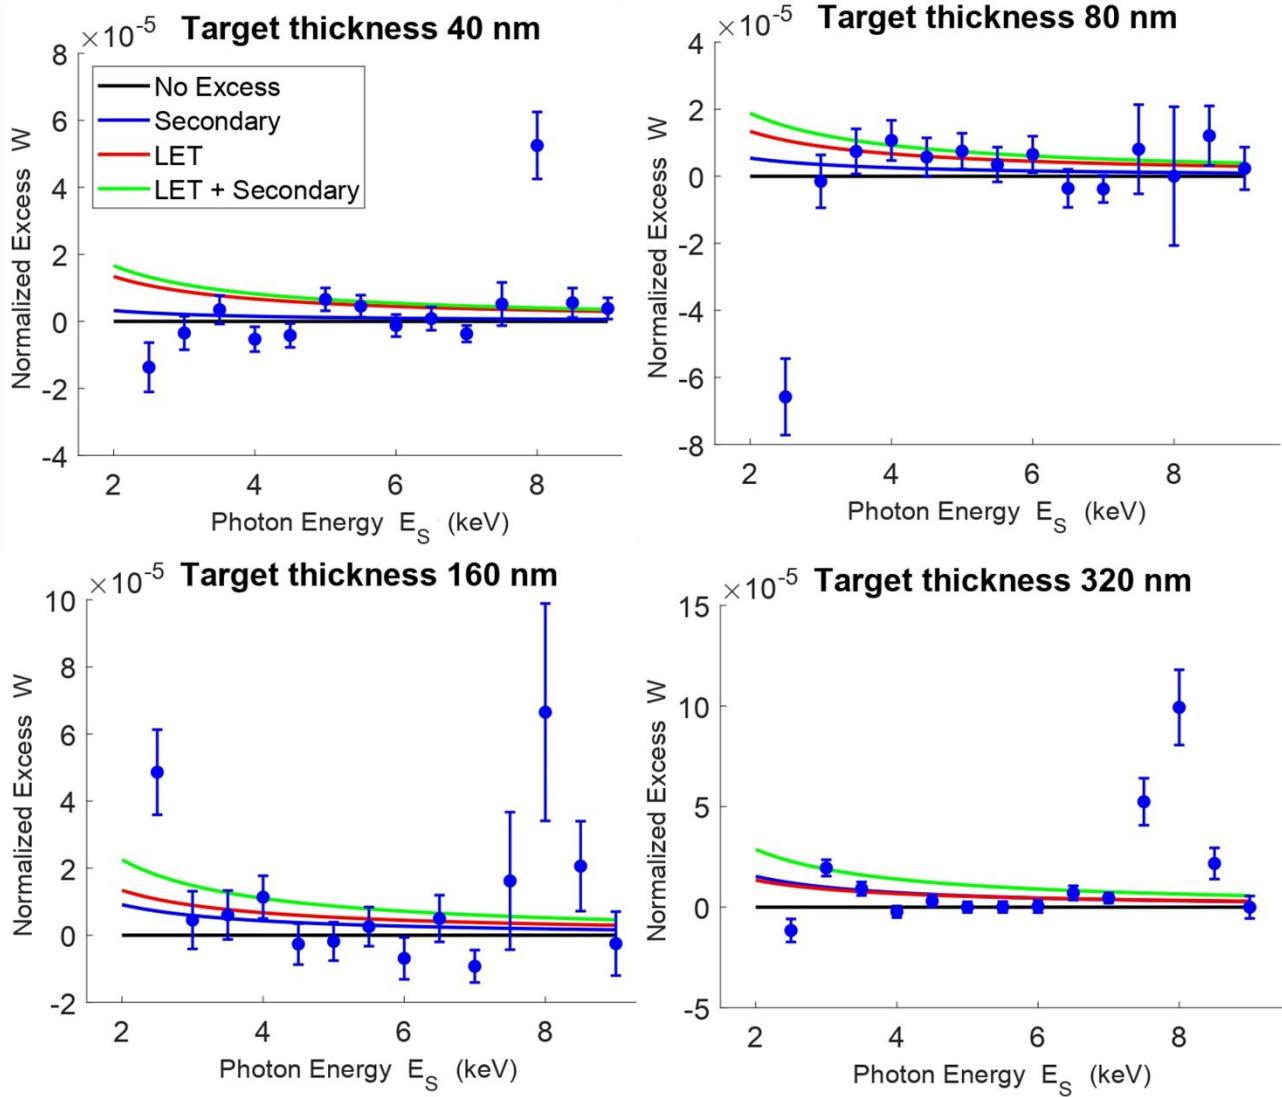 ×10⁻⁵ Target thickness 40 nm
8
6
4
2
0
-2
-4
Normalized Excess W
No Excess
Secondary
LET
LET + Secondary
2 4 6 8
Photon Energy E_S (keV)
×10⁻⁵ Target thickness 80 nm
4
2
0
-2
-4
-6
-8
Normalized Excess W
2 4 6 8
Photon Energy E_S (keV)
×10⁻⁵ Target thickness 160 nm
10
8
6
4
2
0
-2
Normalized Excess W
2 4 6 8
Photon Energy E_S (keV)
×10⁻⁵ Target thickness 320 nm
15
10
5
0
-5
Normalized Excess W
2 4 6 8
Photon Energy E_S (keV)